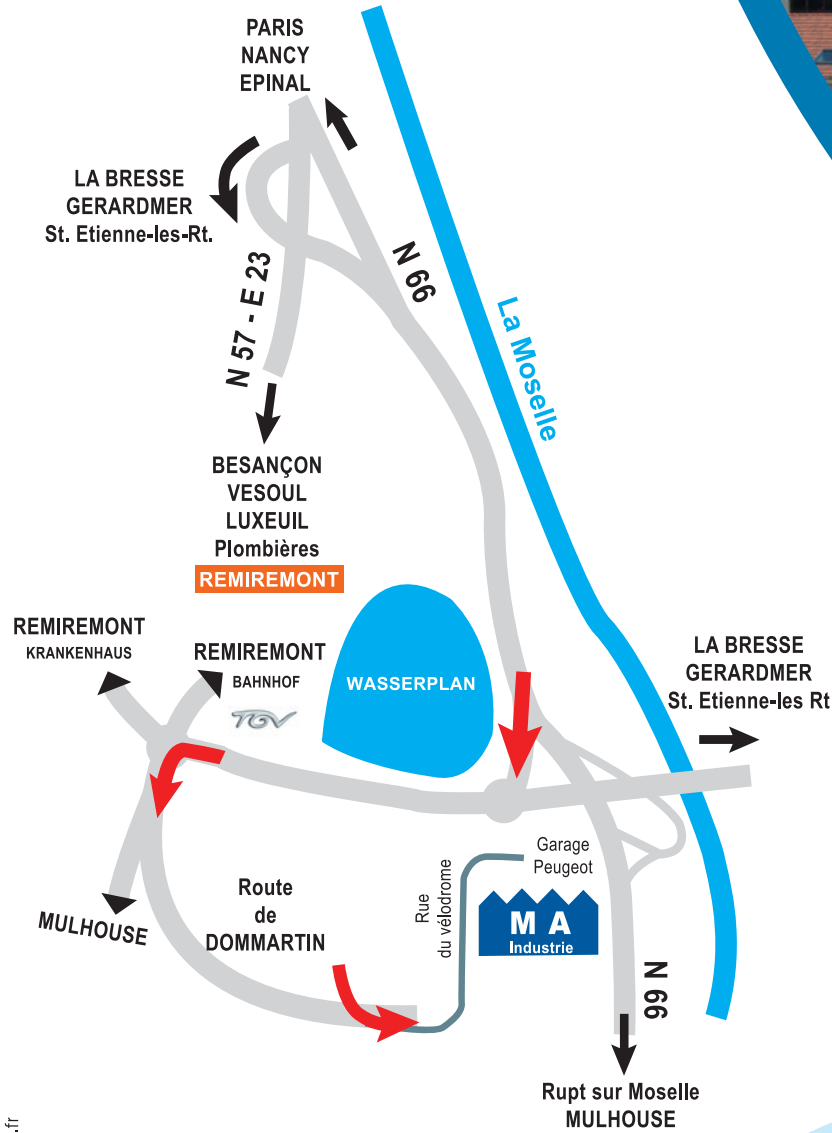 PARIS
NANCY
EPINAL
LA BRESSE
GERARDMER
St. Etienne-les-Rt.
N 57 - E 23
N 66
La Moselle
BESANÇON
VESOUL
LUXEUIL
Plombières
REMIREMONT
REMIREMONT
KRANKENHAUS
REMIREMONT
BAHNHOF
TGV
WASSERPLAN
LA BRESSE
GERARDMER
St. Etienne-les Rt
MULHOUSE
Route
de
DOMMARTIN
Rue
du vélodrome
Garage
Peugeot
M A
Industrie
N 66
Rupt sur Moselle
MULHOUSE
.fr